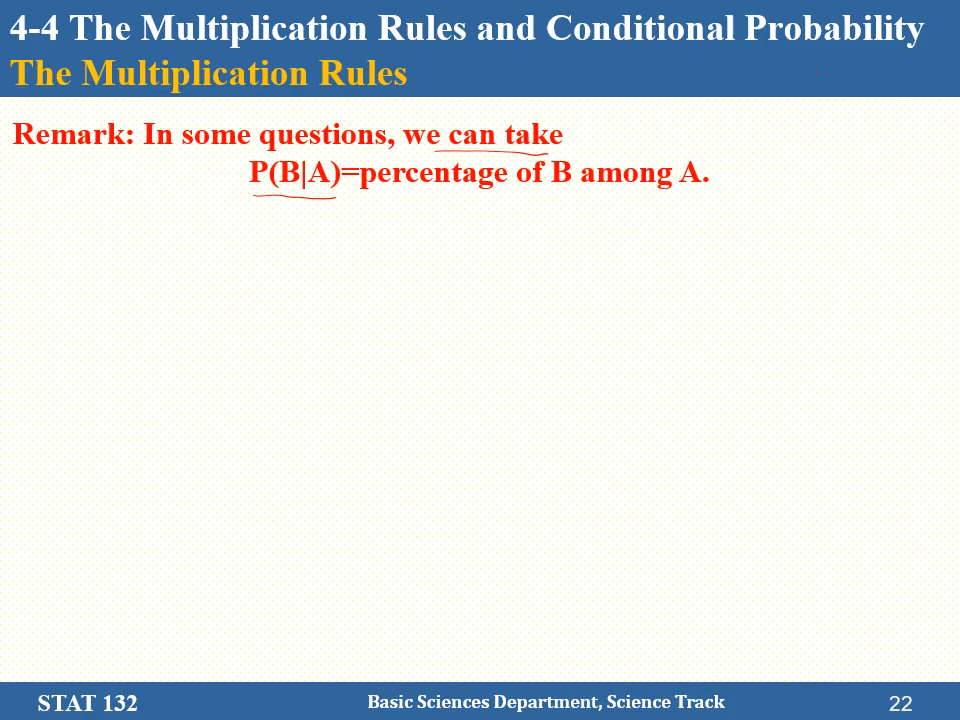 4-4 The Multiplication Rules and Conditional Probability
The Multiplication Rules
Remark: In some questions, we can take
P(B|A)=percentage of B among A.
STAT 132
Basic Sciences Department, Science Track
22